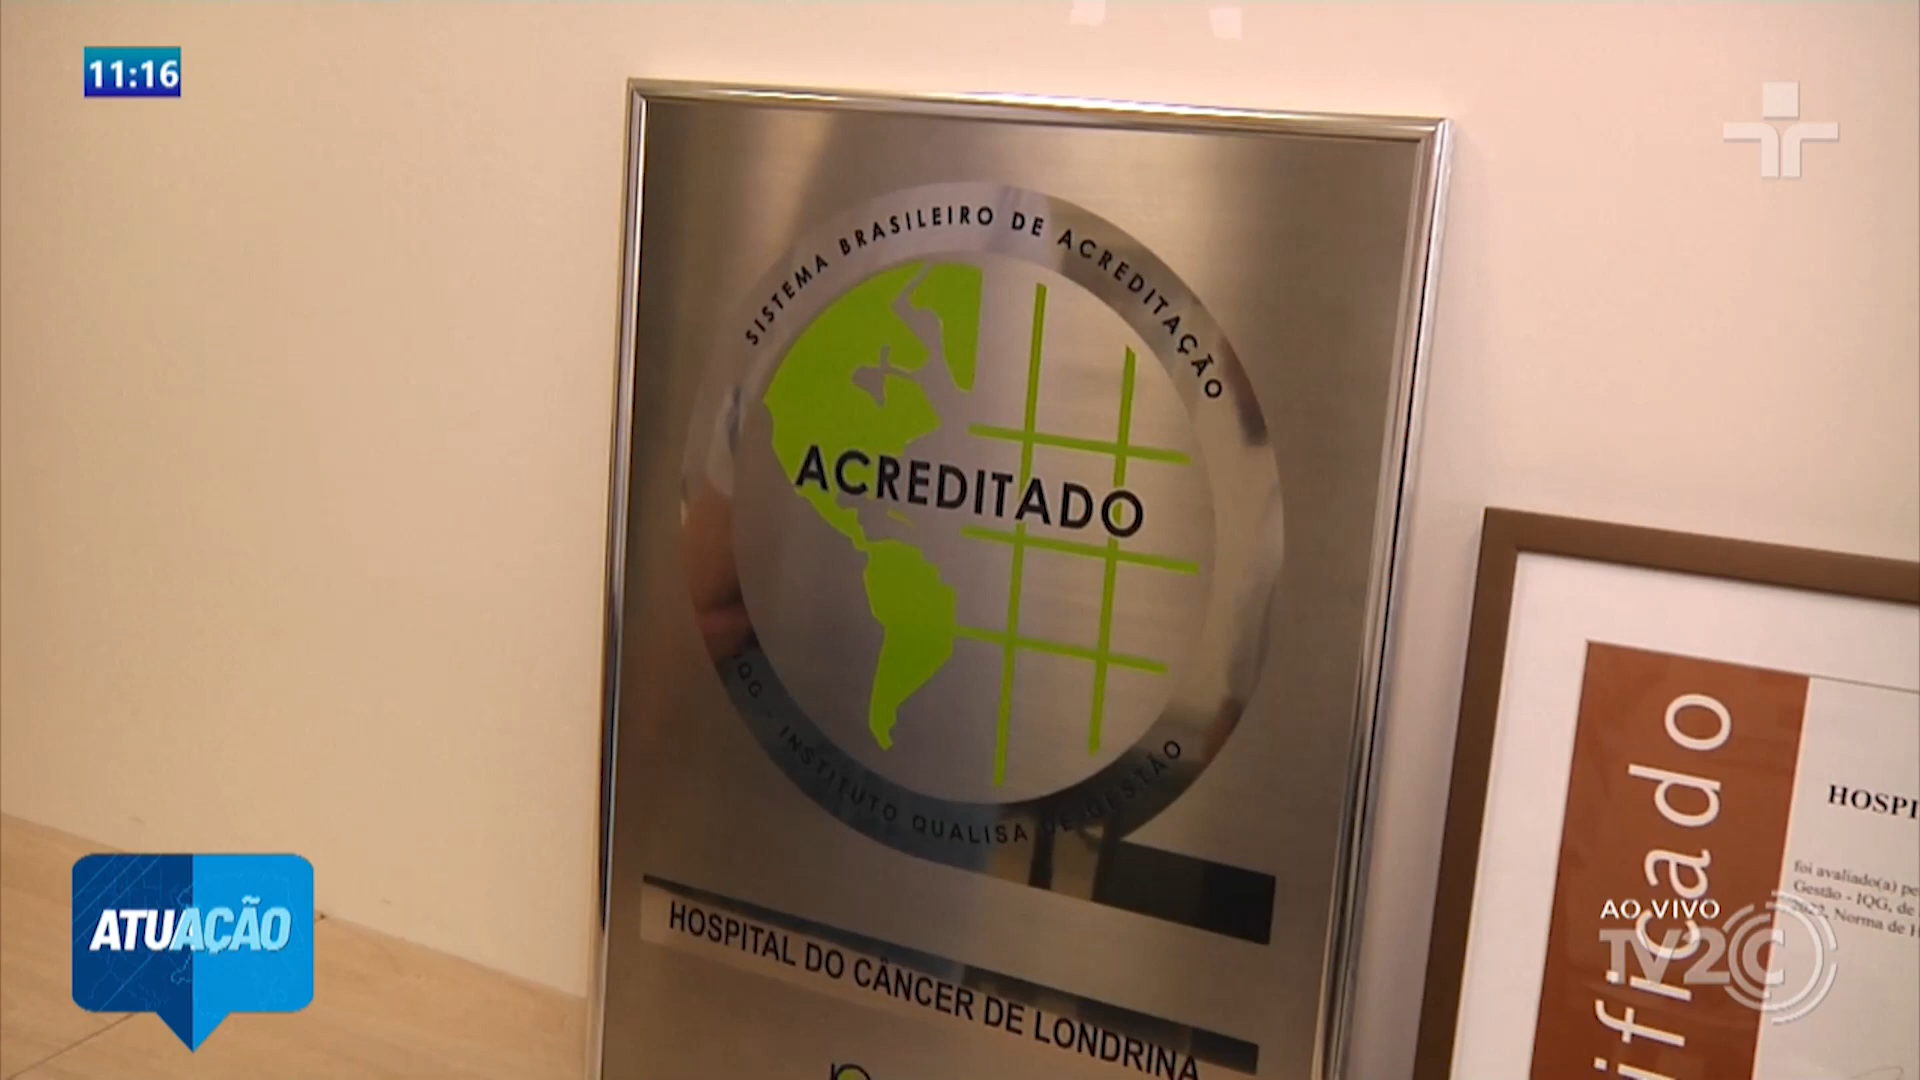 11:16
SISTEMA BRASILEIRO DE ACREDITAÇÃO
ACREDITADO
IQG - INSTITUTO QUALISA DE GESTÃO
HOSPITAL DO CÂNCER DE LONDRINA
ificado
HOSPI
foi avaliado(a) pe
Gestão - IQG, de
2022, Norma de H
ATUAÇÃO
AO VIVO
TV2C